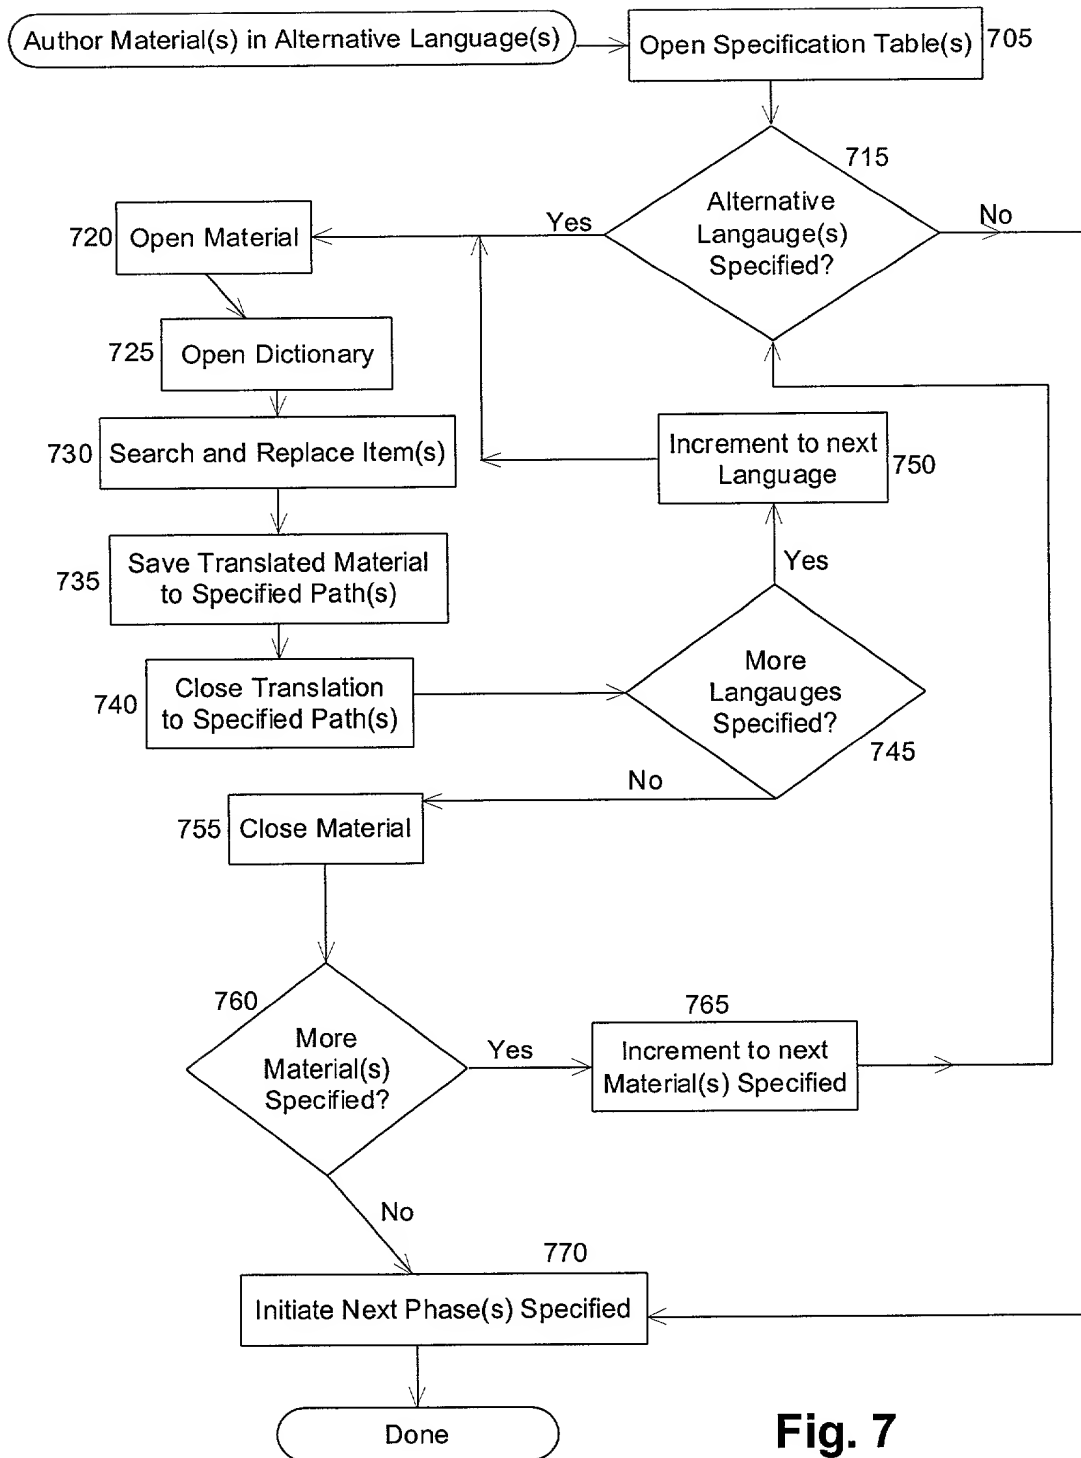 Author Material(s) in Alternative Language(s)
Open Specification Table(s)
705
715
Alternative
Langauge(s)
Specified?
Yes
No
720
Open Material
725
Open Dictionary
730
Search and Replace Item(s)
Increment to next
Language
750
735
Save Translated Material
to Specified Path(s)
Yes
740
Close Translation
to Specified Path(s)
More
Langauges
Specified?
745
No
755
Close Material
760
More
Material(s)
Specified?
Yes
765
Increment to next
Material(s) Specified
No
770
Initiate Next Phase(s) Specified
Done
Fig. 7